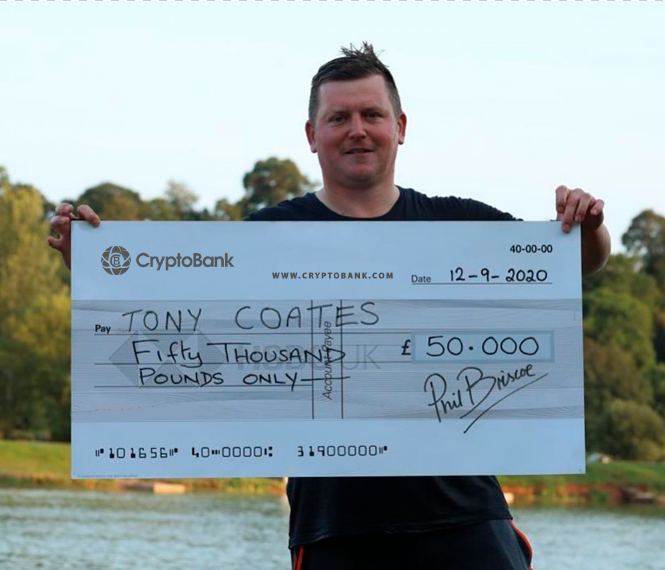 CryptoBank
40-00-00
WWW.CRYPTOBANK.COM
Date 12-9-2020
Pay TONY COATES
Fifty THOUSAND
£ 50.000
POUNDS ONLY
Account Payee
Phil Briscoe
⑈101656⑈ 40⑉0000⑆ 31900000⑈